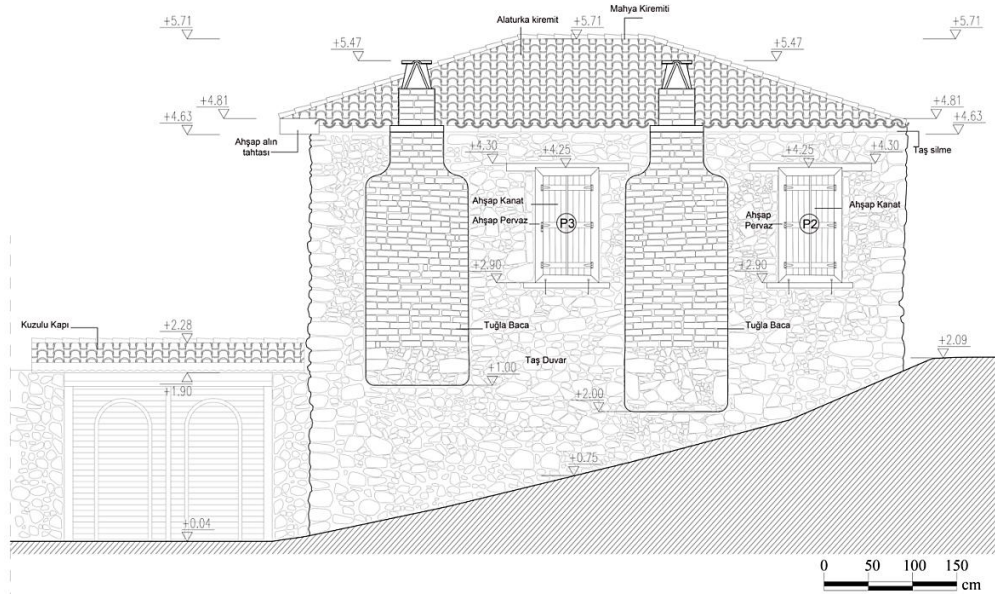 +5.71
+5.71
+5.71
Alaturka kiremit
Mahya Kiremiti
+5.47
+5.47
+4.81
+4.63
+4.81
+4.63
Ahşap alın
tahtası
Taş silme
+4.30
+4.25
+4.25
+4.30
Ahşap Kanat
Ahşap Pervaz
P3
Ahşap
Pervaz
P2
Ahşap Kanat
+2.90
+2.90
Kuzulu Kapı
+2.28
Tuğla Baca
Tuğla Baca
Taş Duvar
+2.09
+1.00
+1.90
+2.00
+0.75
+0.04
0 50 100 150
cm